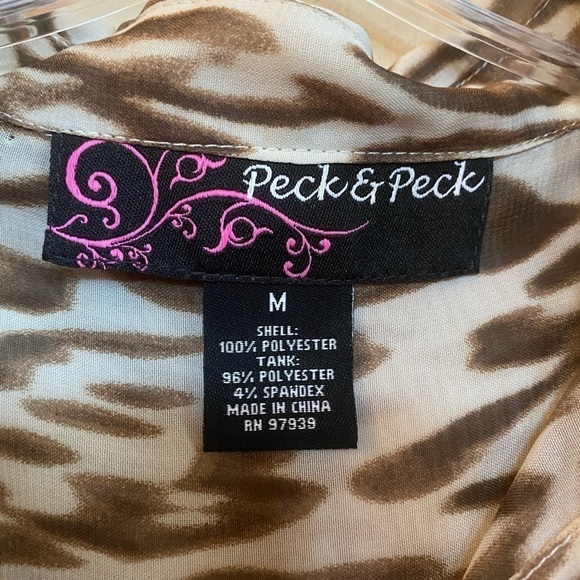 Peck & Peck
M
SHELL:
100% POLYESTER
TANK:
96% POLYESTER
4% SPANDEX
MADE IN CHINA
RN 97939